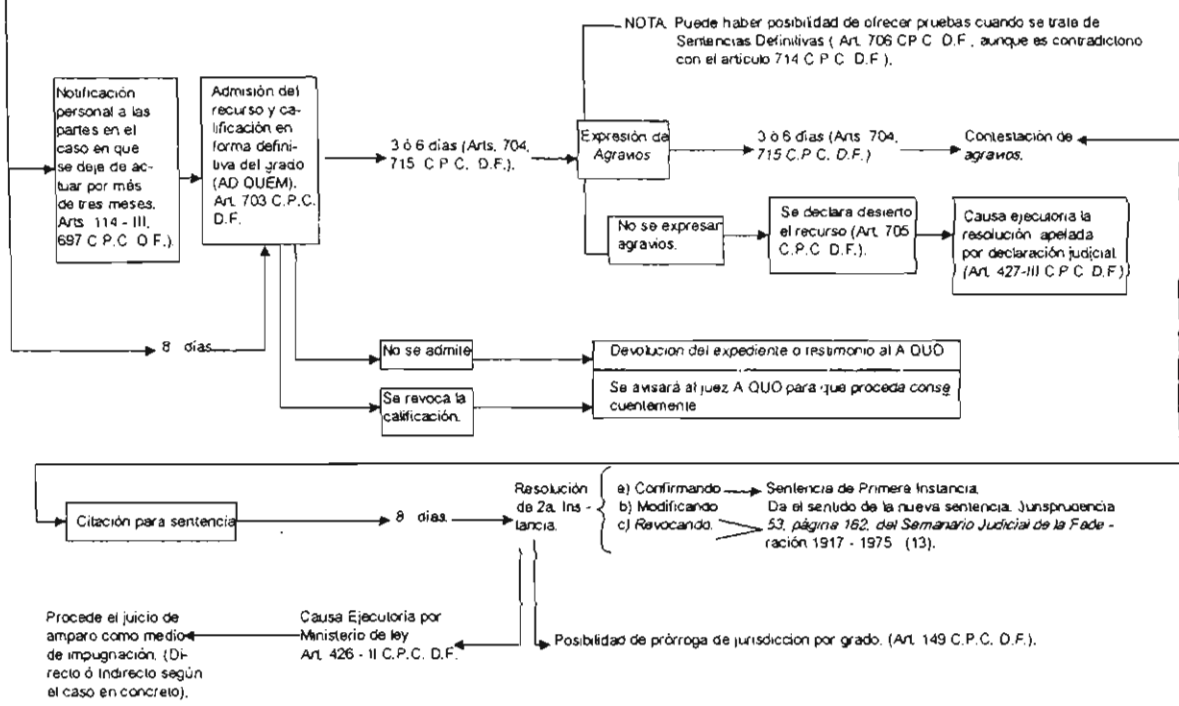 NOTA. Puede haber posibilidad de ofrecer pruebas cuando se trate de
Sentencias Definitivas ( Art. 706 C P C D.F., aunque es contradictorio
con el articulo 714 C P C D.F ).
Notificación
personal a las
partes en el
caso en que
se deje de ac-
tuar por más
de tres meses.
Arts 114 - III,
697 C P.C D F.).
Admisión del
recurso y ca-
lificación en
forma defini-
tiva del grado
(AD QUEM).
Art. 703 C.P.C.
D.F.
3 ó 6 días (Arts. 704,
715 C P C. D.F.).
Expresión de
Agravios
3 ó 6 días (Arts 704,
715 C.P.C. D.F.)
Contestación de
agravios.
No se expresar
agravios.
Se declara desierto
el recurso (Art. 705
C.P.C D.F.).
Causa ejecutoria la
resolución apelada
por declaración judicial
(Art. 427-III C P C D.F)
8 días
No se admite
Devolucion del expediente o testimonio al A QUO
Se revoca la
calificación.
Se avisará al juez A QUO para que proceda conse
cuentemente
Citación para sentencia
8 días
Resolución
de 2a. Ins -
tancia.
a) Confirmando
b) Modificando
c) Revocando.
Sentencia de Primera Instancia.
Da el sentido de la nueva sentencia. Jurisprudencia
53, página 162, del Semanario Judicial de la Fede -
ración 1917 - 1975 (13).
Procede el juicio de
amparo como medio
de impugnación. (Di-
recto ó Indirecto según
el caso en concreto).
Causa Ejecutoria por
Ministerio de ley
Art. 426 - II C.P.C. D.F.
Posibilidad de prórroga de jurisdiccion por grado. (Art. 149 C.P.C. D.F.).